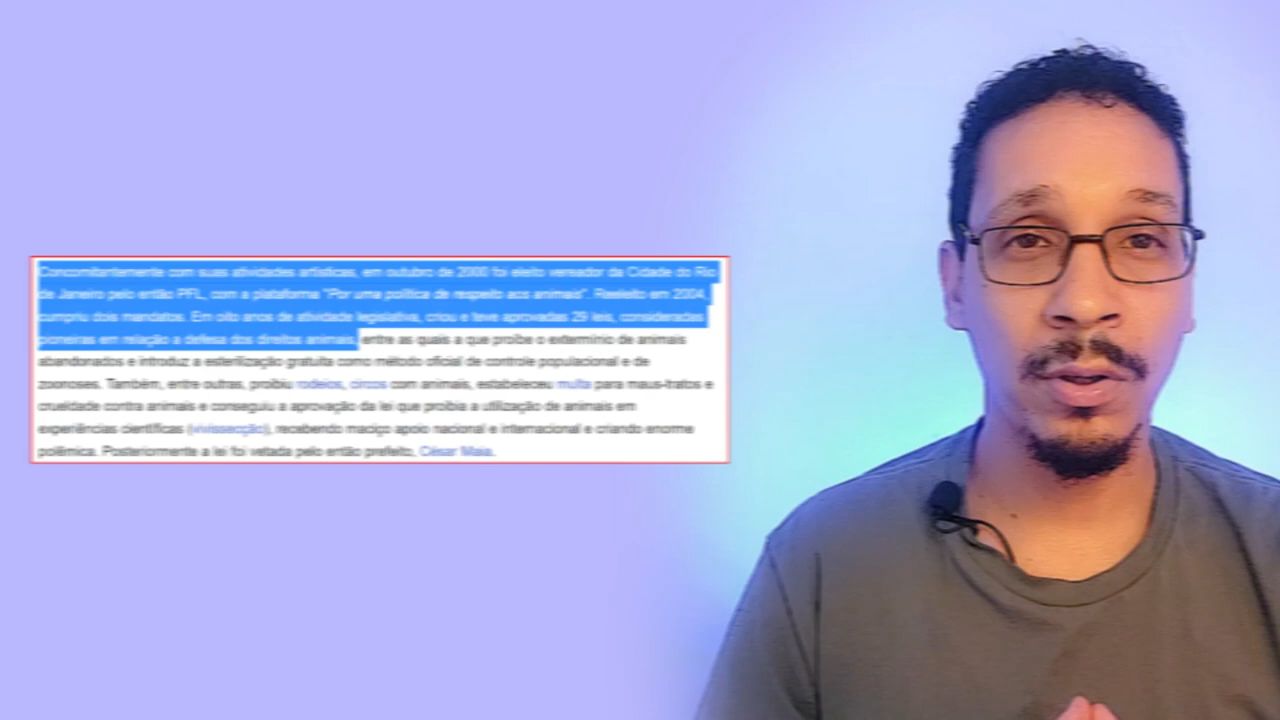 Concomitantemente com suas atividades artísticas, em outubro de 2000 foi eleito vereador da Cidade do Rio
de Janeiro pelo então PFL, com a plataforma "Por uma política de respeito aos animais". Reeleito em 2004,
cumpriu dois mandatos. Em oito anos de atividade legislativa, criou e teve aprovadas 29 leis, consideradas
pioneiras em relação a defesa dos direitos animais, entre as quais a que proíbe o extermínio de animais
abandonados e introduz a esterilização gratuita como método oficial de controle populacional e de
zoonoses. Também, entre outras, proibiu rodeios, circos com animais, estabeleceu multa para maus-tratos e
crueldade contra animais e conseguiu a aprovação da lei que proibia a utilização de animais em
experiências científicas (vivissecção), recebendo maciço apoio nacional e internacional e criando enorme
polêmica. Posteriormente a lei foi vetada pelo então prefeito, César Maia.